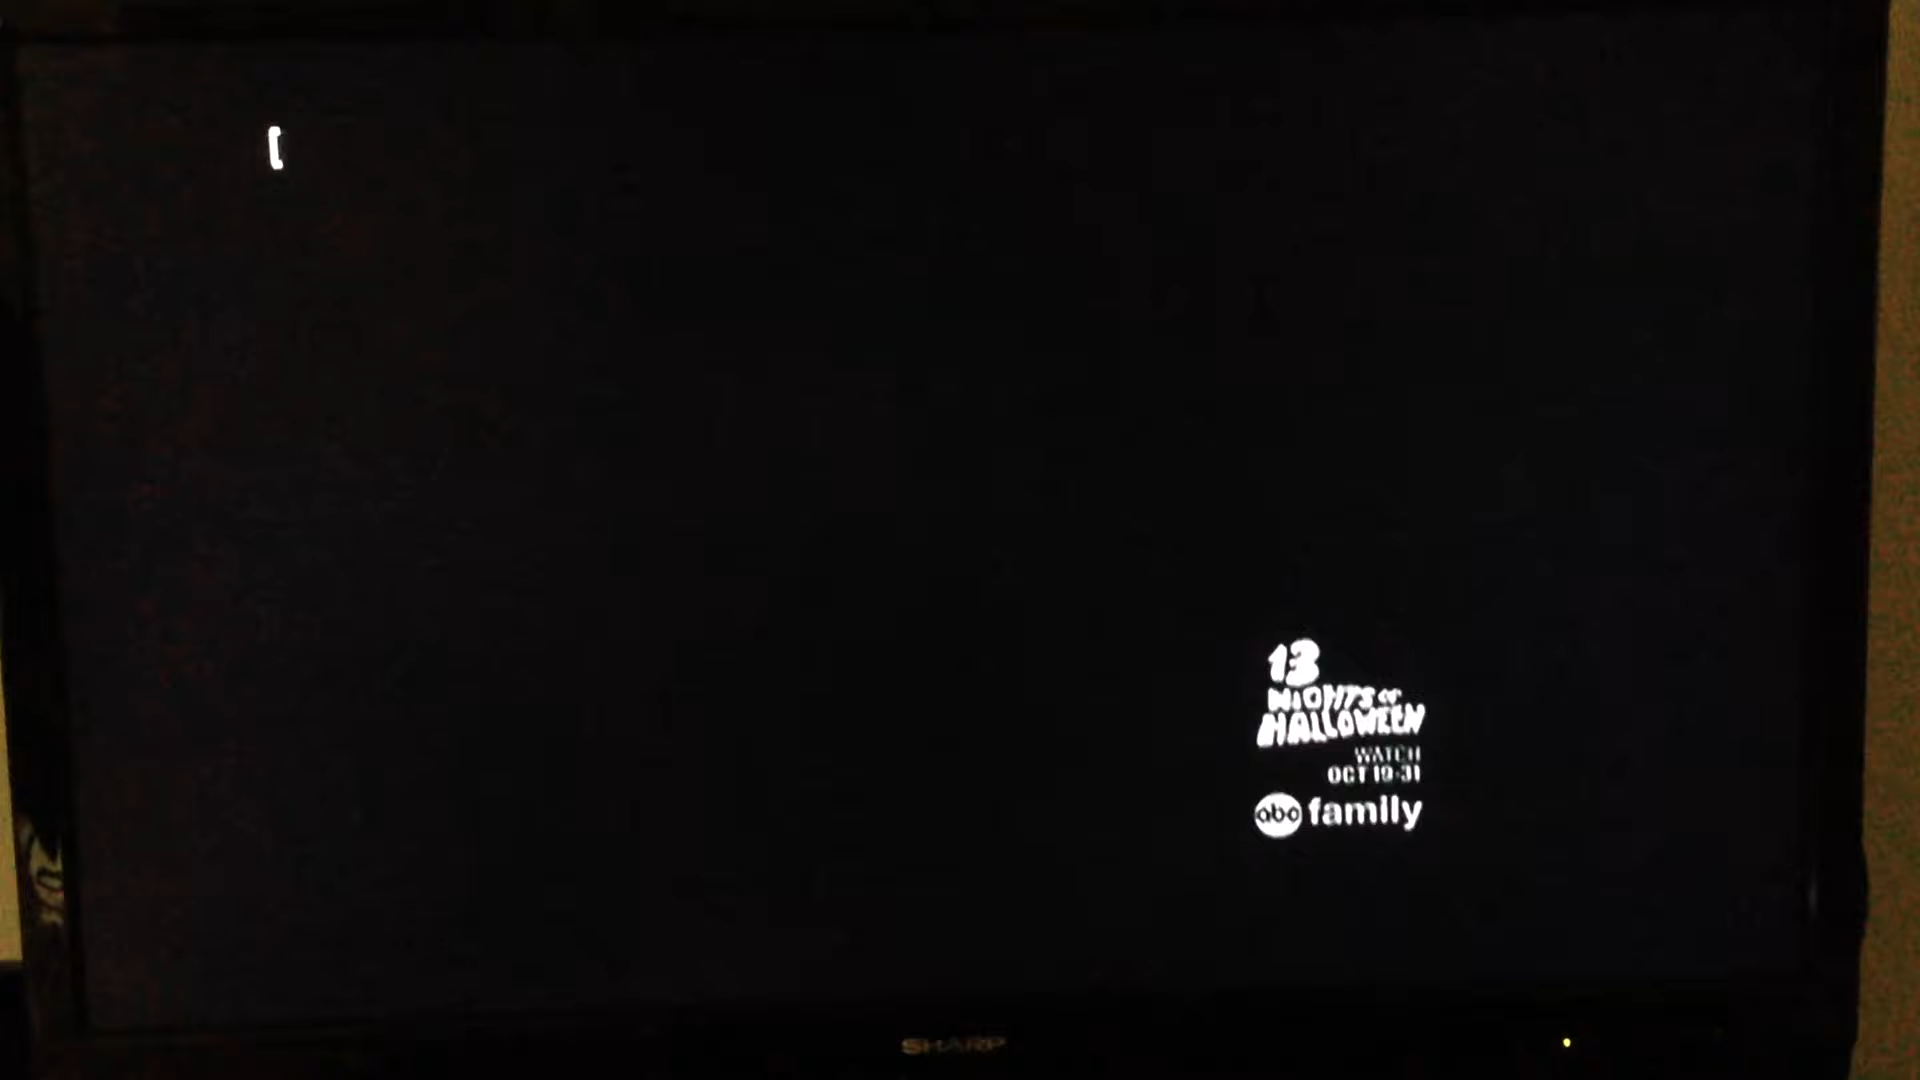 [
13
NIGHTS OF
HALLOWEEN
WATCH
OCT 19-31
abc family
SHARP